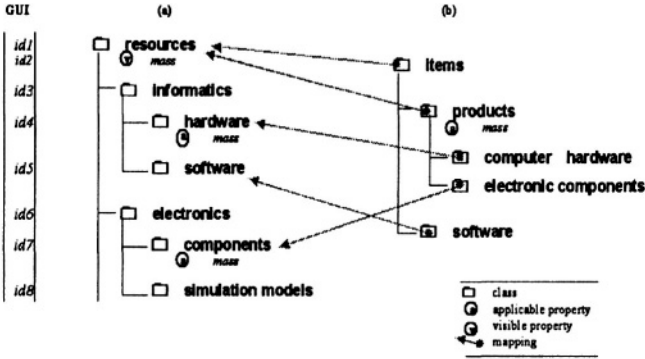 GUI (a) (b)
id1 resources
id2 mass
items
id3 informatics
products
mass
id4 hardware
mass
computer hardware
id5 software
electronic components
id6 electronics
software
id7 components
mass
id8 simulation models
class
applicable property
visible property
mapping